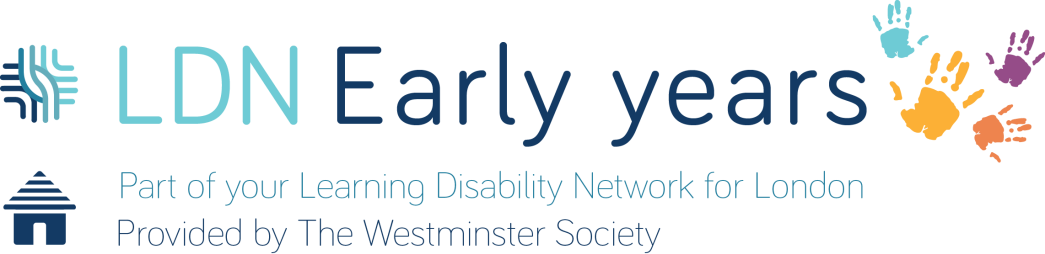 LDN Early years
Part of your Learning Disability Network for London
Provided by The Westminster Society